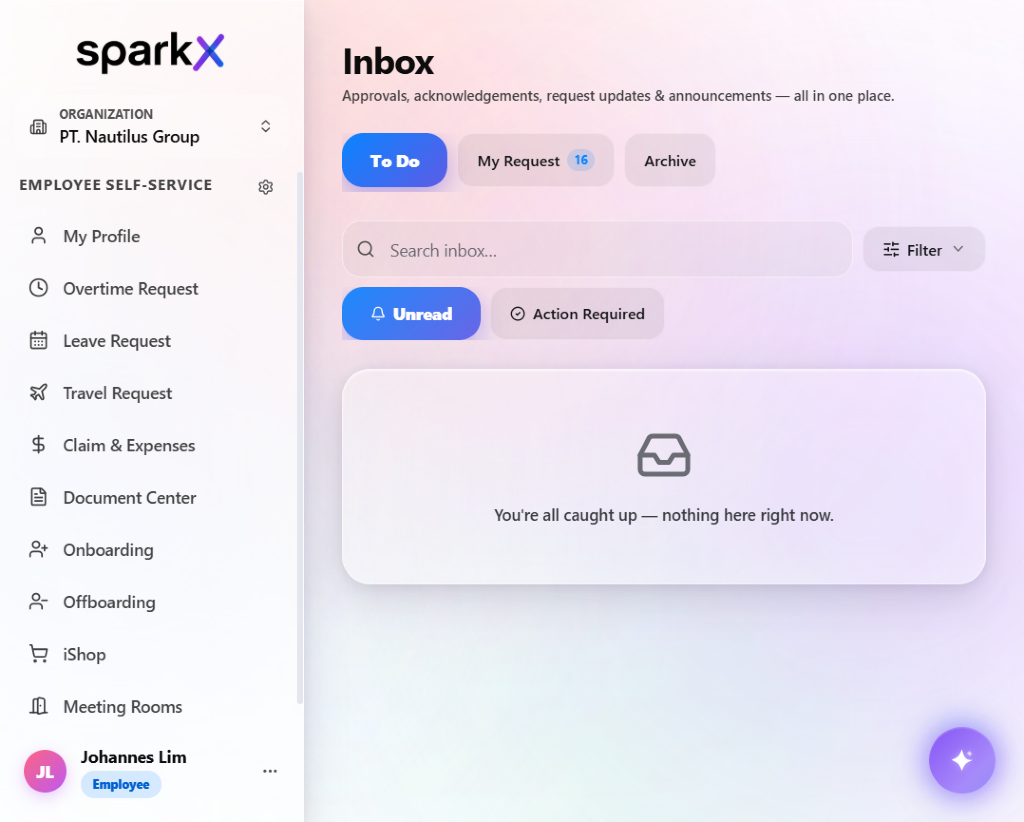 sparkX
ORGANIZATION
PT. Nautilus Group
EMPLOYEE SELF-SERVICE
My Profile
Overtime Request
Leave Request
Travel Request
Claim & Expenses
Document Center
Onboarding
Offboarding
iShop
Meeting Rooms
JL
Johannes Lim
Employee
Inbox
Approvals, acknowledgements, request updates & announcements — all in one place.
To Do
My Request 16
Archive
Search inbox...
Filter
Unread
Action Required
You're all caught up — nothing here right now.